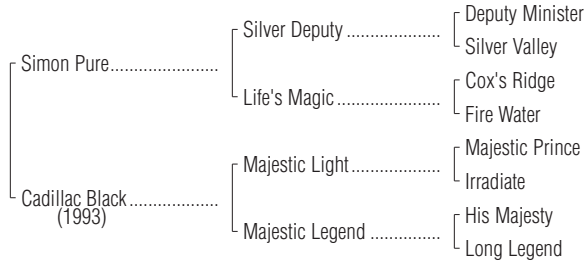 Deputy Minister
Silver Deputy ....................
Silver Valley
Simon Pure.......................
Cox's Ridge
Life's Magic ......................
Fire Water
Majestic Prince
Majestic Light ...................
Irradiate
Cadillac Black...................
(1993)
His Majesty
Majestic Legend ...............
Long Legend